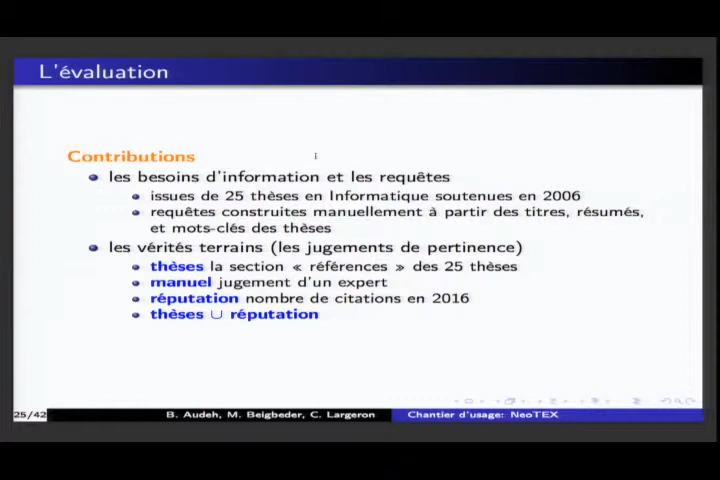 L'évaluation
Contributions
les besoins d'information et les requêtes
issues de 25 thèses en Informatique soutenues en 2006
requêtes construites manuellement à partir des titres, résumés,
et mots-clés des thèses
les vérités terrains (les jugements de pertinence)
thèses la section « références » des 25 thèses
manuel jugement d'un expert
réputation nombre de citations en 2016
thèses ∪ réputation
25/42 B. Audeh, M. Beigbeder, C. Largeron Chantier d'usage: NeoTEX